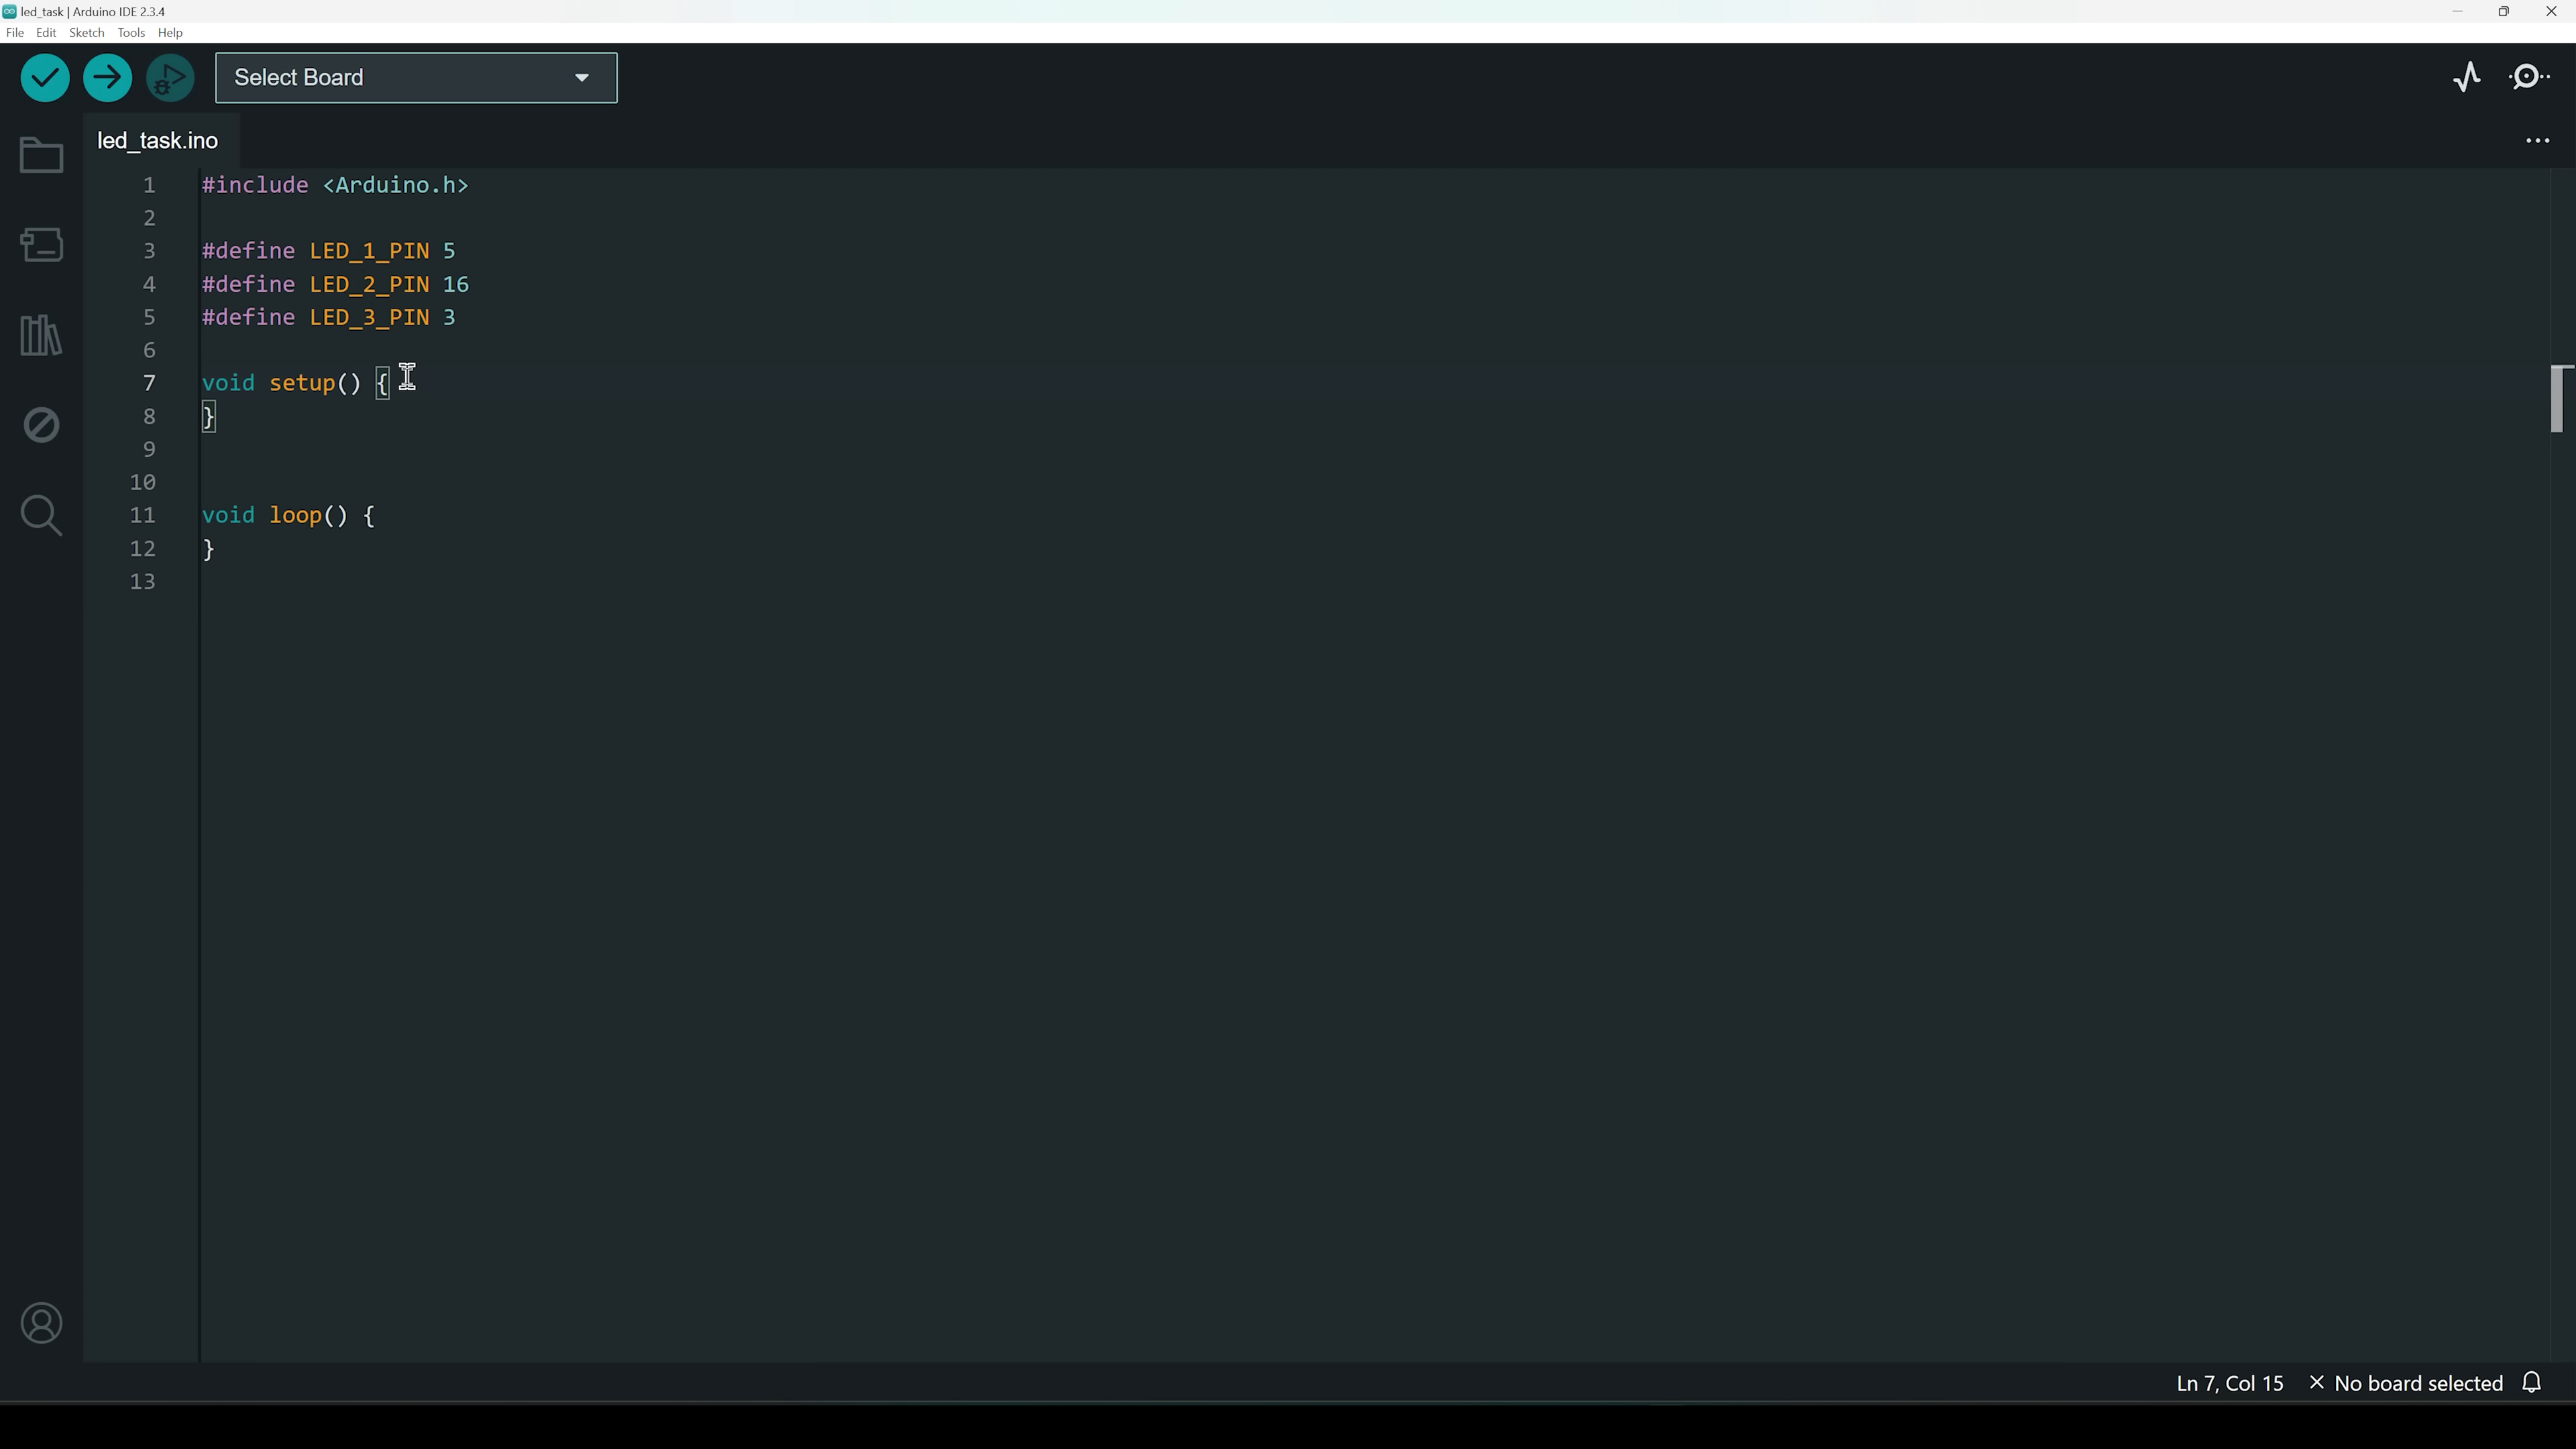 led_task | Arduino IDE 2.3.4
File Edit Sketch Tools Help
Select Board
led_task.ino
1 #include <Arduino.h>
2
3 #define LED_1_PIN 5
4 #define LED_2_PIN 16
5 #define LED_3_PIN 3
6
7 void setup() {
8 }
9
10
11 void loop() {
12 }
13
Ln 7, Col 15 No board selected